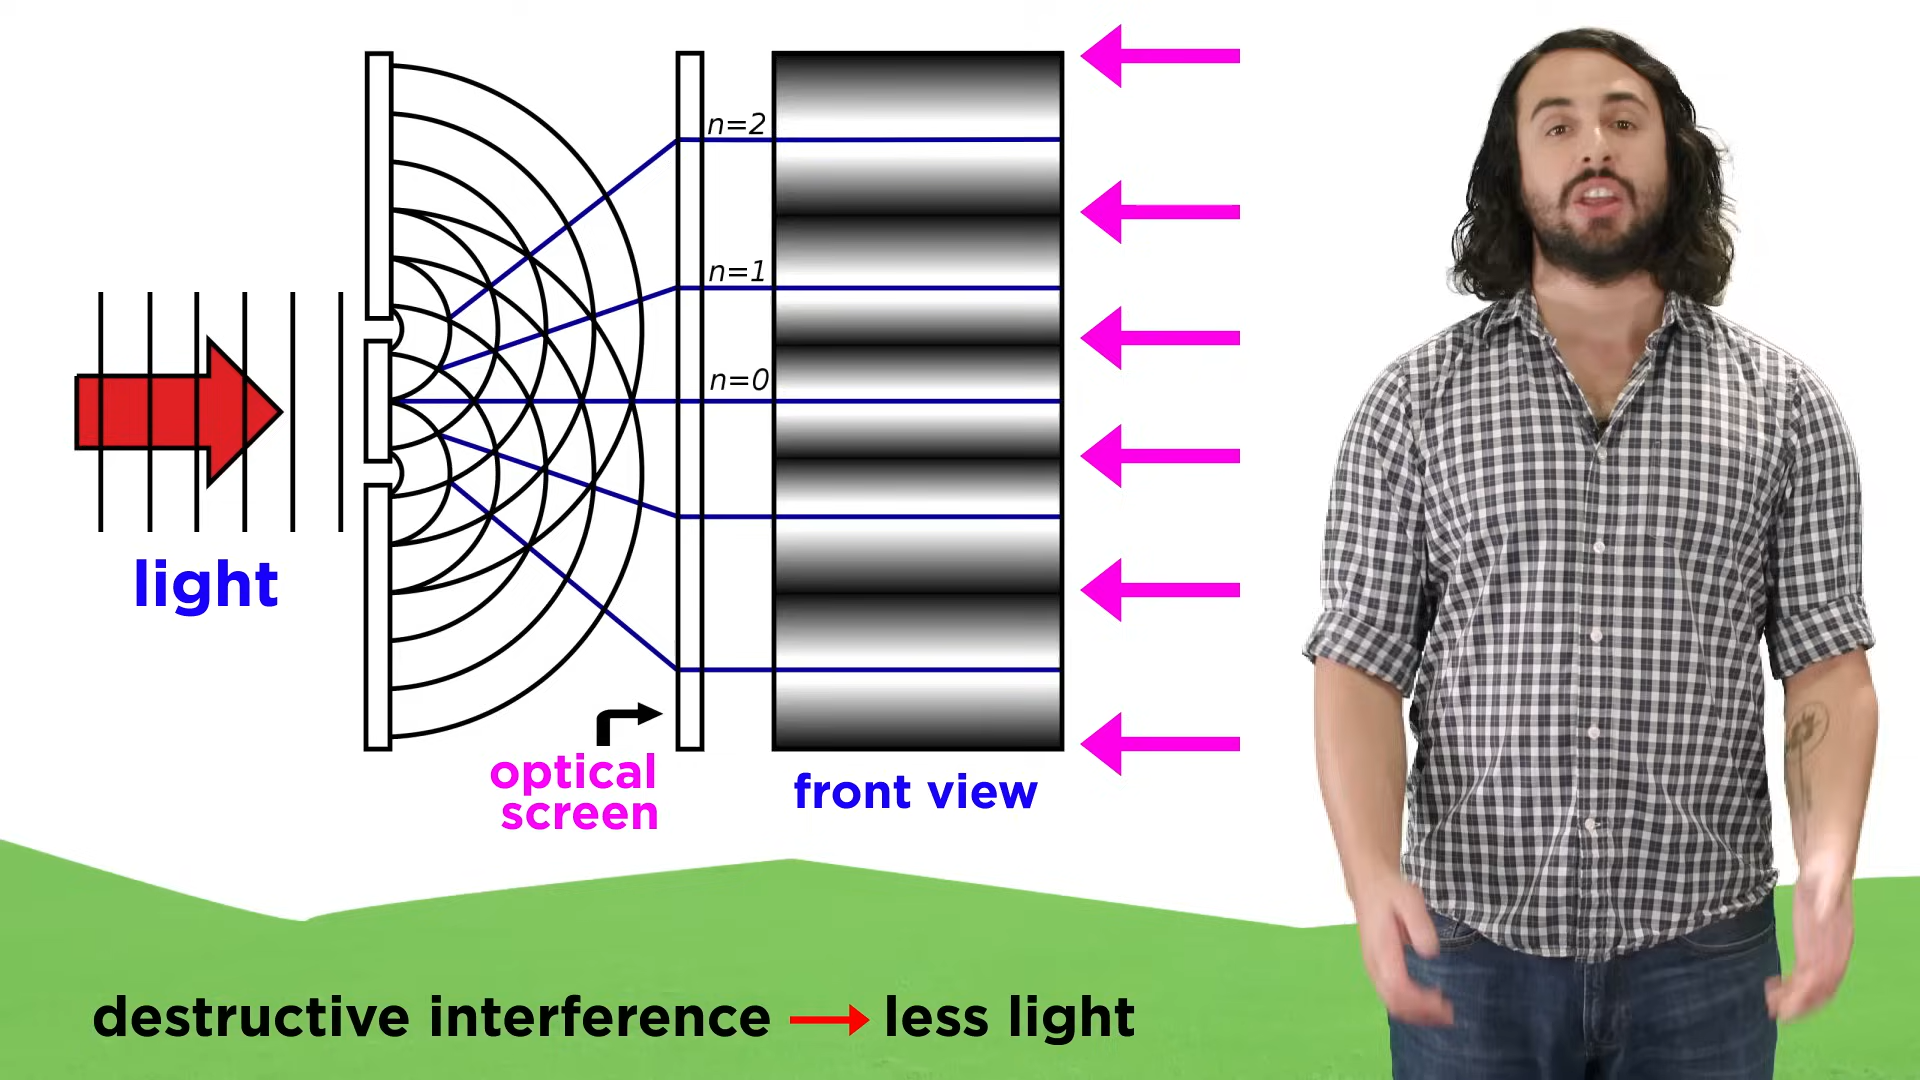 n=2
n=1
n=0
light
optical
screen
front view
destructive interference
less light